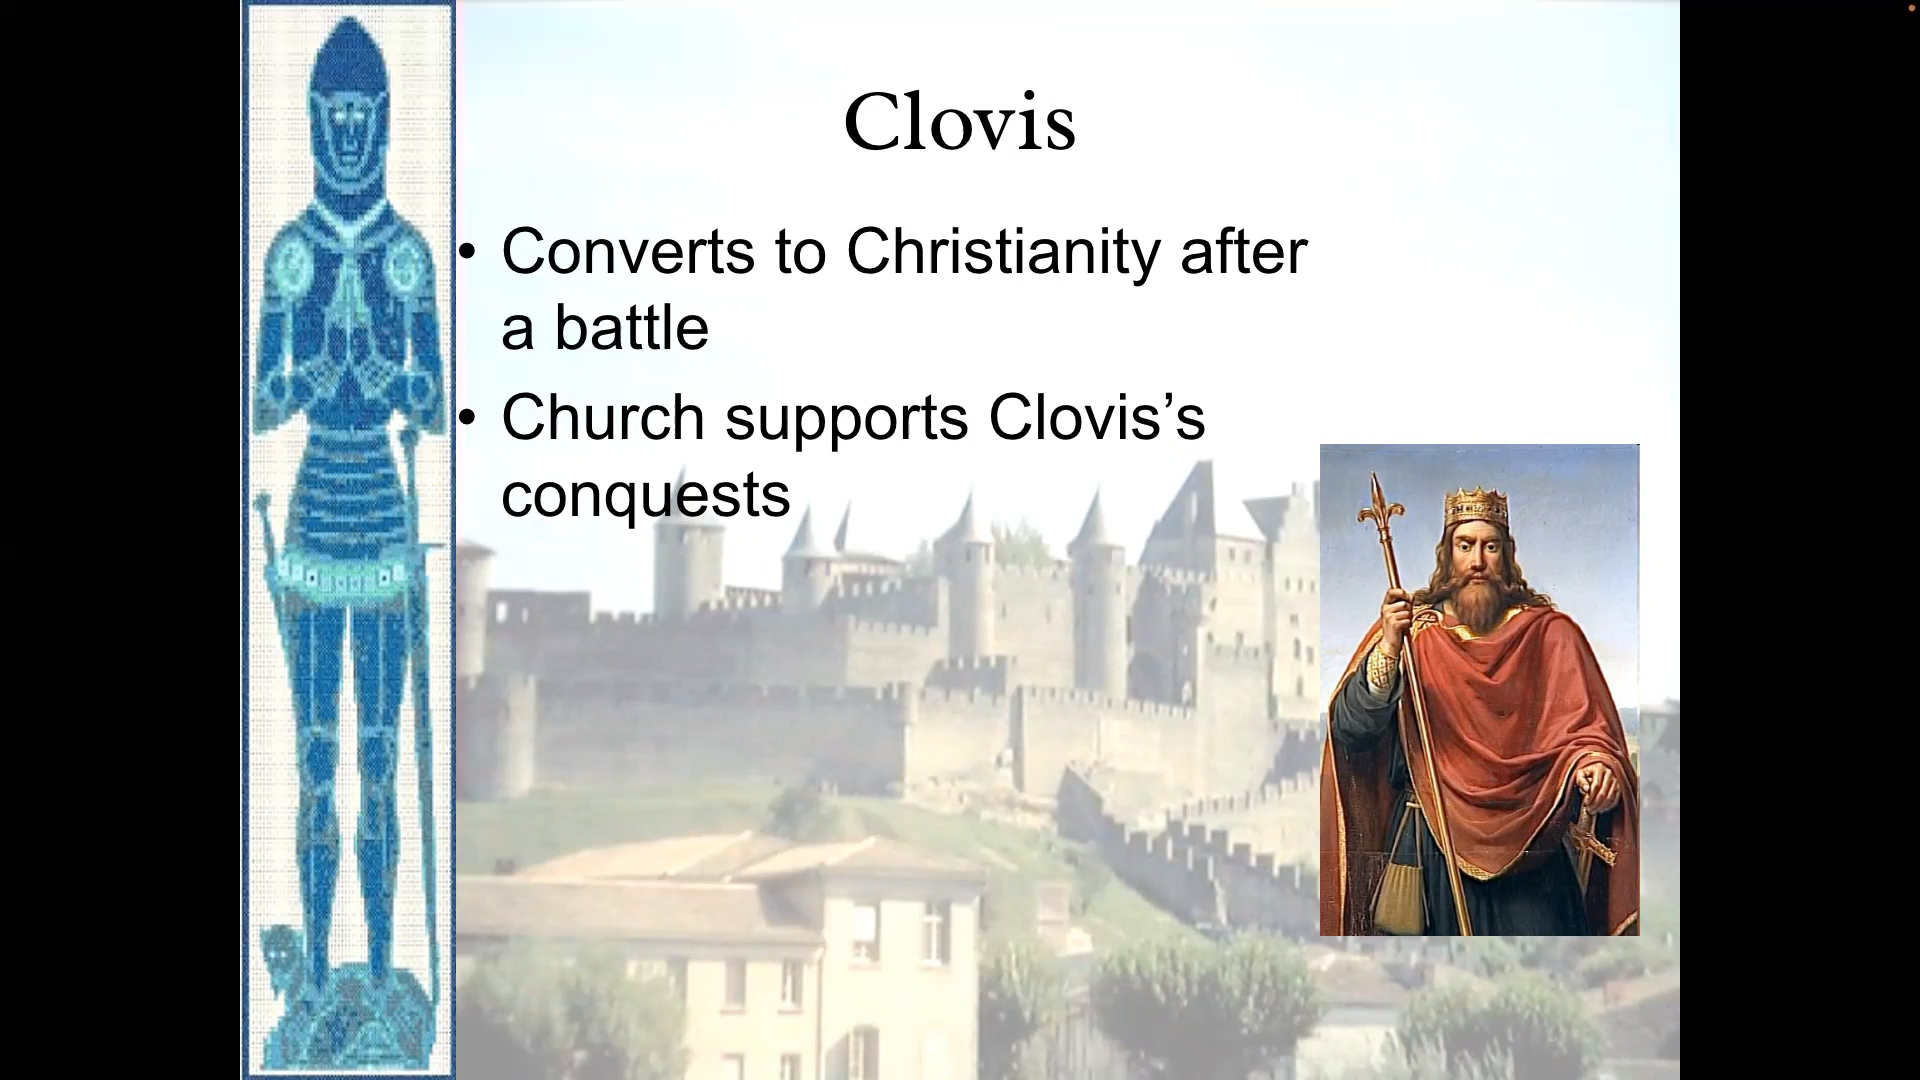 Clovis
• Converts to Christianity after
a battle
• Church supports Clovis’s
conquests